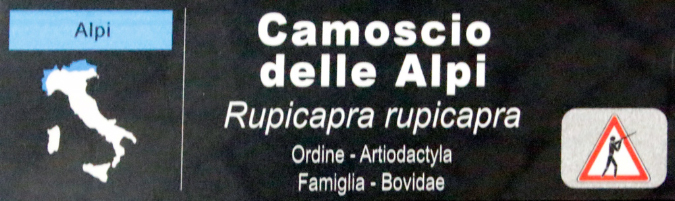 Alpi
Camoscio
delle Alpi
Rupicapra rupicapra
Ordine - Artiodactyla
Famiglia - Bovidae